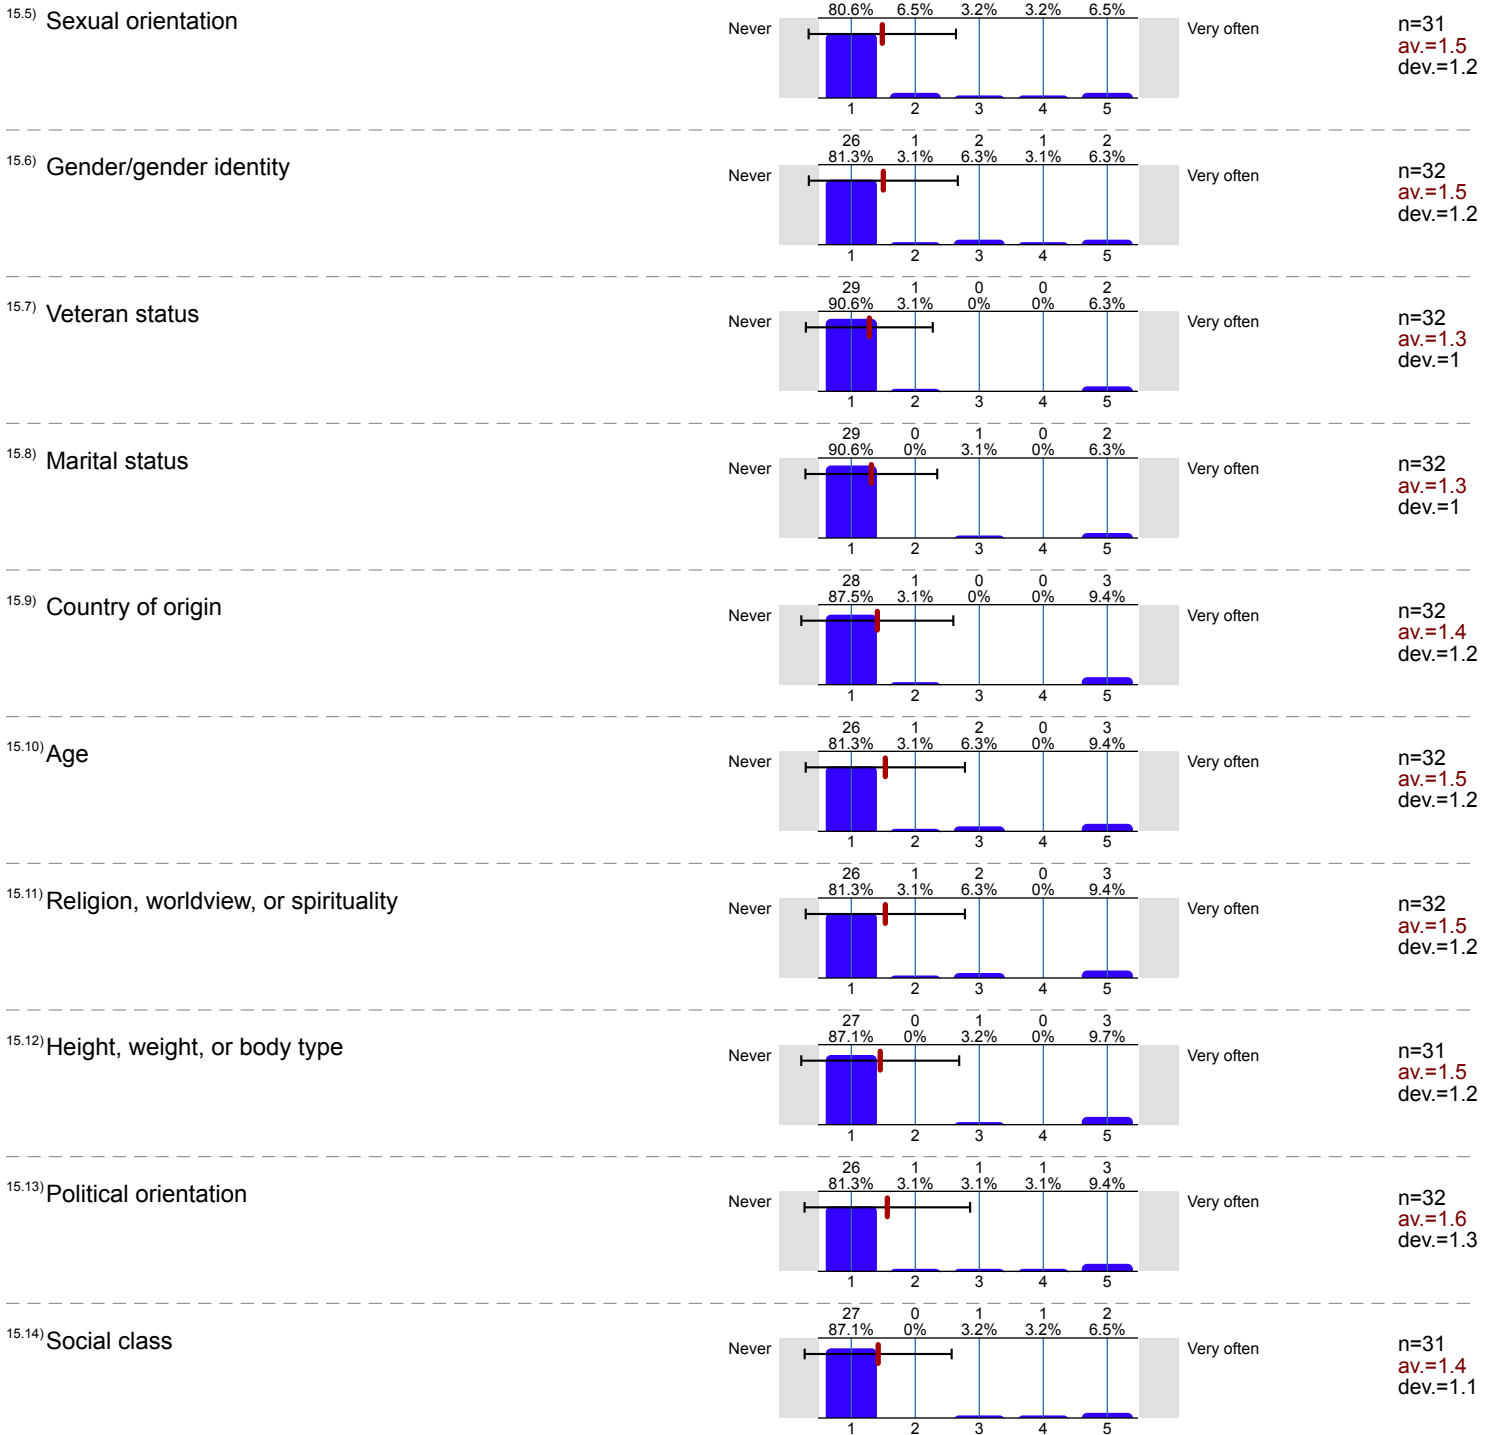 15.5) Sexual orientation
80.6% 6.5% 3.2% 3.2% 6.5%
Never Very often
n=31
av.=1.5
dev.=1.2
1 2 3 4 5
15.6) Gender/gender identity
26 1 2 1 2
81.3% 3.1% 6.3% 3.1% 6.3%
Never Very often
n=32
av.=1.5
dev.=1.2
1 2 3 4 5
15.7) Veteran status
29 1 0 0 2
90.6% 3.1% 0% 0% 6.3%
Never Very often
n=32
av.=1.3
dev.=1
1 2 3 4 5
15.8) Marital status
29 0 1 0 2
90.6% 0% 3.1% 0% 6.3%
Never Very often
n=32
av.=1.3
dev.=1
1 2 3 4 5
15.9) Country of origin
28 1 0 0 3
87.5% 3.1% 0% 0% 9.4%
Never Very often
n=32
av.=1.4
dev.=1.2
1 2 3 4 5
15.10) Age
26 1 2 0 3
81.3% 3.1% 6.3% 0% 9.4%
Never Very often
n=32
av.=1.5
dev.=1.2
1 2 3 4 5
15.11) Religion, worldview, or spirituality
26 1 2 0 3
81.3% 3.1% 6.3% 0% 9.4%
Never Very often
n=32
av.=1.5
dev.=1.2
1 2 3 4 5
15.12) Height, weight, or body type
27 0 1 0 3
87.1% 0% 3.2% 0% 9.7%
Never Very often
n=31
av.=1.5
dev.=1.2
1 2 3 4 5
15.13) Political orientation
26 1 1 1 3
81.3% 3.1% 3.1% 3.1% 9.4%
Never Very often
n=32
av.=1.6
dev.=1.3
1 2 3 4 5
15.14) Social class
27 0 1 1 2
87.1% 0% 3.2% 3.2% 6.5%
Never Very often
n=31
av.=1.4
dev.=1.1
1 2 3 4 5